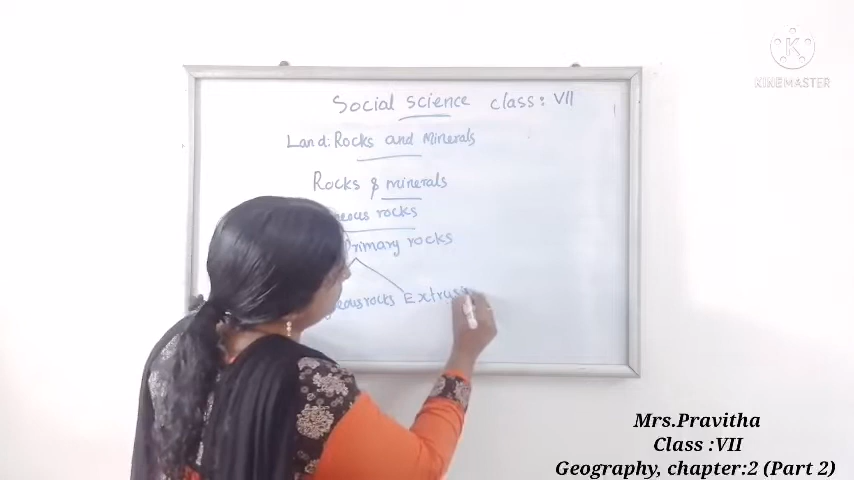 KINEMASTER
Social science class: VII
Land: Rocks and Minerals
Rocks & minerals
rocks
Primary rocks
rocks
Mrs.Pravitha
Class :VII
Geography, chapter:2 (Part 2)